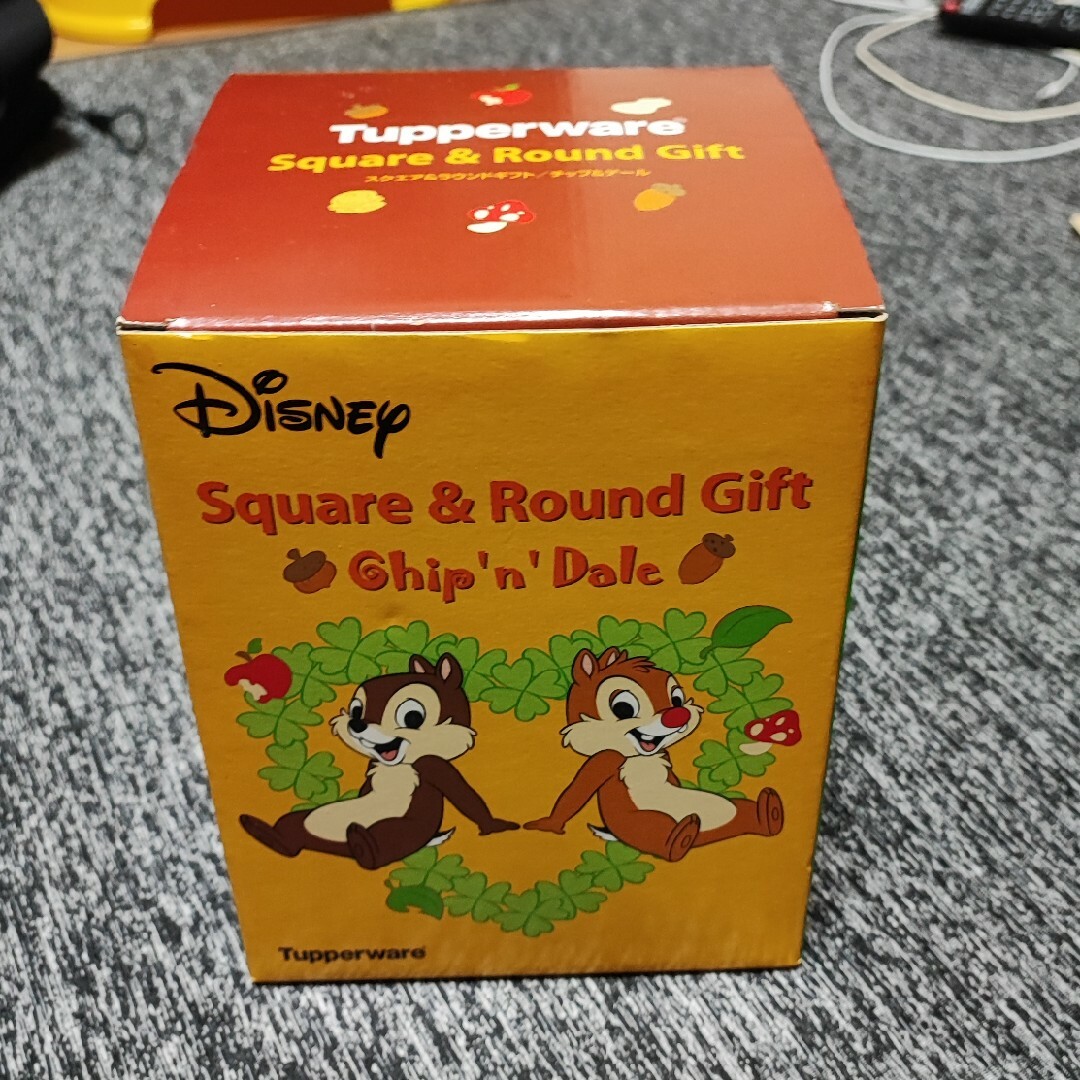 Tupperware®
Square & Round Gift
スクエア&ラウンドギフト/チップ&デール
Disney
Square & Round Gift
Chip 'n' Dale
Tupperware®